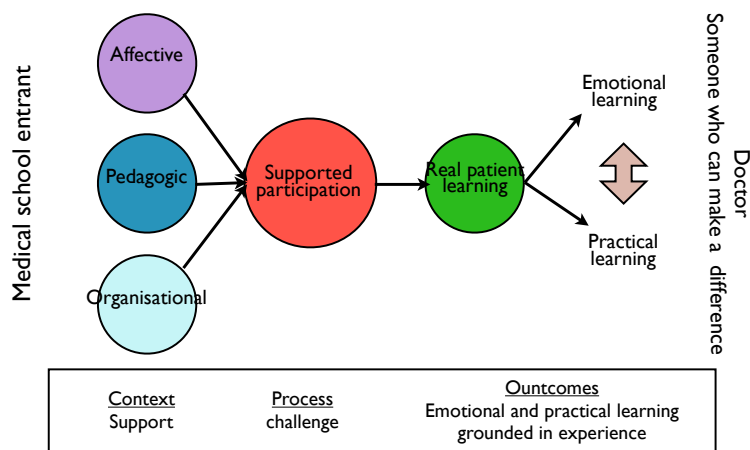 Medical school entrant
Affective
Pedagogic
Organisational
Supported
participation
Real patient
learning
Emotional
learning
Practical
learning
Doctor
Someone who can make a difference
Context
Support
Process
challenge
Ountcomes
Emotional and practical learning
grounded in experience